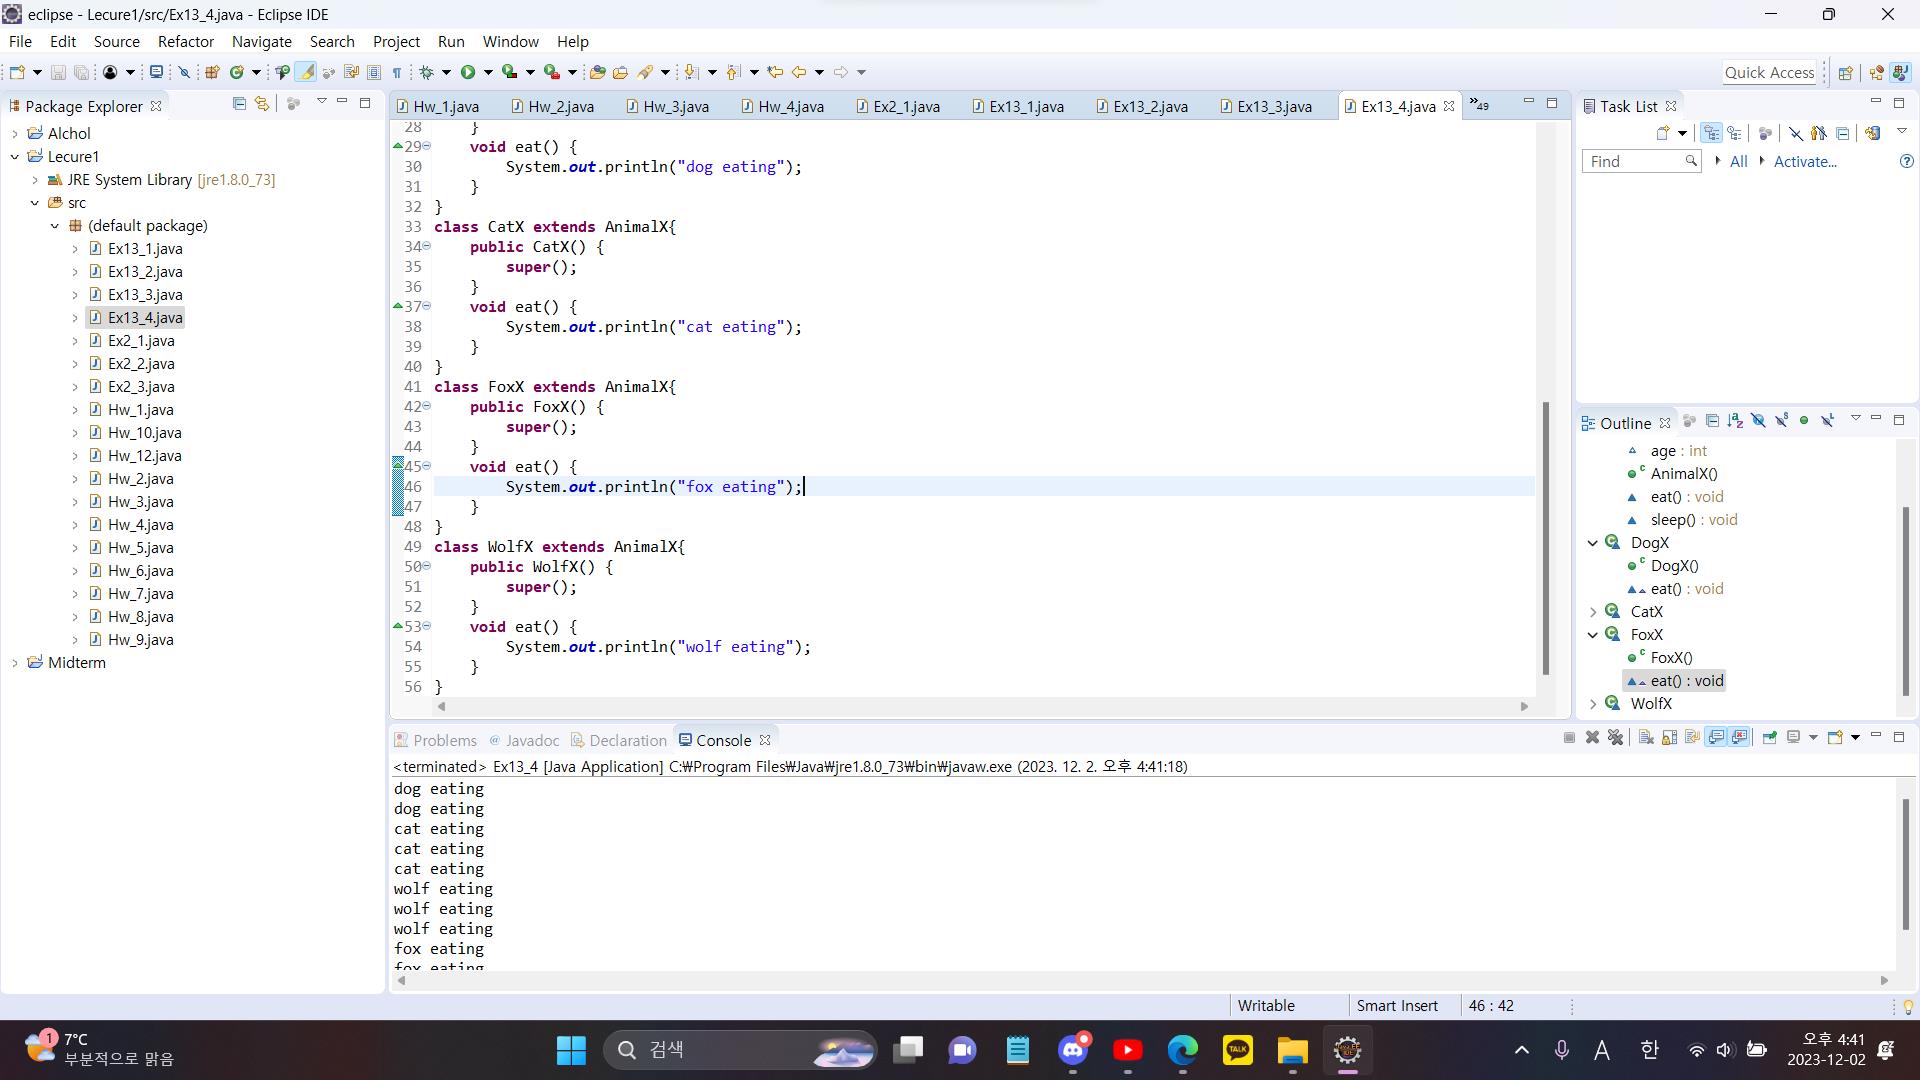 eclipse - Lecure1/src/Ex13_4.java - Eclipse IDE
File Edit Source Refactor Navigate Search Project Run Window Help
Quick Access
Package Explorer
Alchol
Lecure1
JRE System Library [jre1.8.0_73]
src
(default package)
Ex13_1.java
Ex13_2.java
Ex13_3.java
Ex13_4.java
Ex2_1.java
Ex2_2.java
Ex2_3.java
Hw_1.java
Hw_10.java
Hw_12.java
Hw_2.java
Hw_3.java
Hw_4.java
Hw_5.java
Hw_6.java
Hw_7.java
Hw_8.java
Hw_9.java
Midterm
Hw_1.java Hw_2.java Hw_3.java Hw_4.java Ex2_1.java Ex13_1.java Ex13_2.java Ex13_3.java Ex13_4.java »49
28 }
29 void eat() {
30 System.out.println("dog eating");
31 }
32 }
33 class CatX extends AnimalX{
34 public CatX() {
35 super();
36 }
37 void eat() {
38 System.out.println("cat eating");
39 }
40 }
41 class FoxX extends AnimalX{
42 public FoxX() {
43 super();
44 }
45 void eat() {
46 System.out.println("fox eating");
47 }
48 }
49 class WolfX extends AnimalX{
50 public WolfX() {
51 super();
52 }
53 void eat() {
54 System.out.println("wolf eating");
55 }
56 }
Task List
Find All Activate...
Outline
age : int
AnimalX()
eat() : void
sleep() : void
DogX
DogX()
eat() : void
CatX
FoxX
FoxX()
eat() : void
WolfX
Problems @ Javadoc Declaration Console
<terminated> Ex13_4 [Java Application] C:₩Program Files₩Java₩jre1.8.0_73₩bin₩javaw.exe (2023. 12. 2. 오후 4:41:18)
dog eating
dog eating
cat eating
cat eating
cat eating
wolf eating
wolf eating
wolf eating
fox eating
fox eating
Writable Smart Insert 46 : 42
1
7°C
부분적으로 맑음
검색
TALK
A 한
오후 4:41
2023-12-02